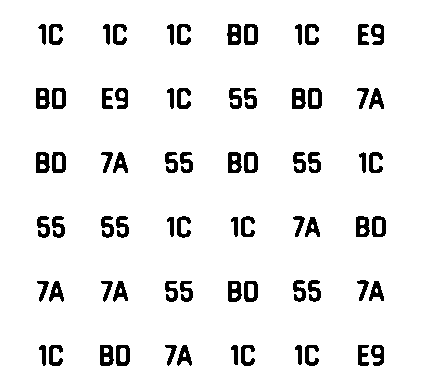 1C 1C 1C BD 1C E9
BD E9 1C 55 BD 7A
BD 7A 55 BD 55 1C
55 55 1C 1C 7A BD
7A 7A 55 BD 55 7A
1C BD 7A 1C 1C E9